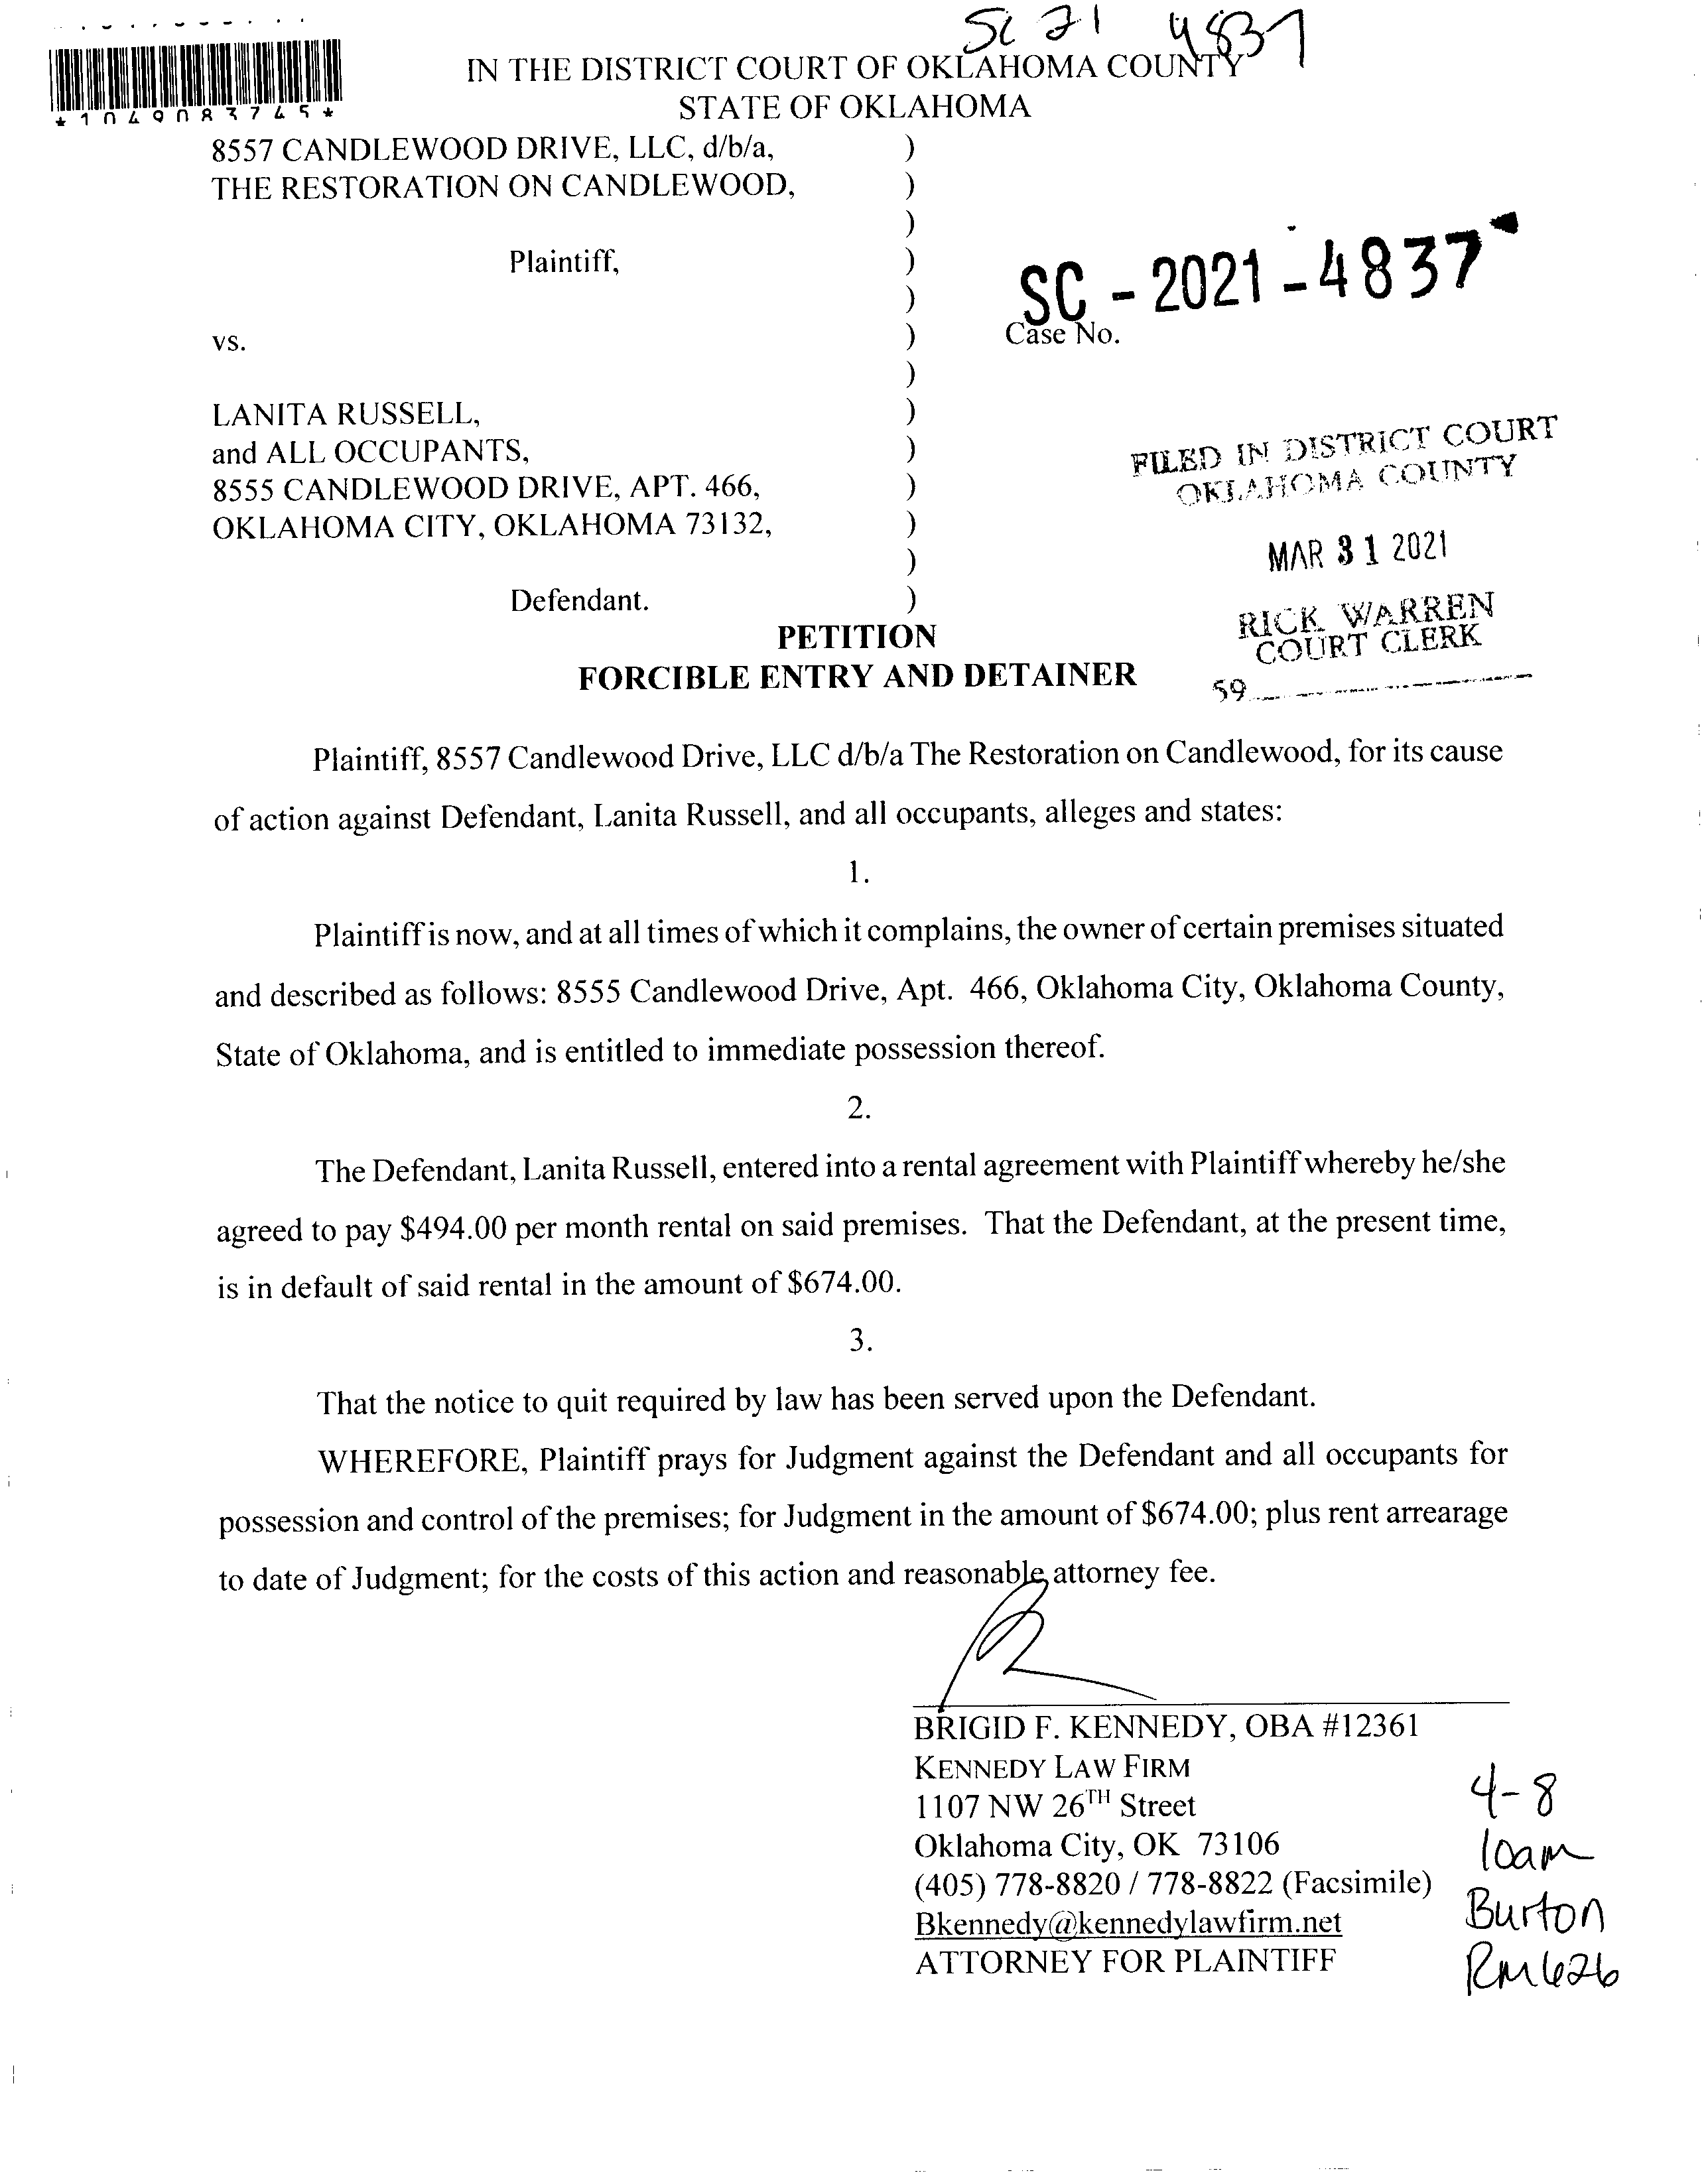 SC 21 4837
IN THE DISTRICT COURT OF OKLAHOMA COUNTY
STATE OF OKLAHOMA
*1049083745*
8557 CANDLEWOOD DRIVE, LLC, d/b/a, )
THE RESTORATION ON CANDLEWOOD, )
)
Plaintiff, )
SC - 2021 - 4837
)
vs. ) Case No.
)
LANITA RUSSELL, )
and ALL OCCUPANTS, )
8555 CANDLEWOOD DRIVE, APT. 466, )
OKLAHOMA CITY, OKLAHOMA 73132, )
)
Defendant. )
FILED IN DISTRICT COURT
OKLAHOMA COUNTY
MAR 31 2021
RICK WARREN
COURT CLERK
59
PETITION
FORCIBLE ENTRY AND DETAINER
Plaintiff, 8557 Candlewood Drive, LLC d/b/a The Restoration on Candlewood, for its cause
of action against Defendant, Lanita Russell, and all occupants, alleges and states:
1.
Plaintiff is now, and at all times of which it complains, the owner of certain premises situated
and described as follows: 8555 Candlewood Drive, Apt. 466, Oklahoma City, Oklahoma County,
State of Oklahoma, and is entitled to immediate possession thereof.
2.
The Defendant, Lanita Russell, entered into a rental agreement with Plaintiff whereby he/she
agreed to pay $494.00 per month rental on said premises. That the Defendant, at the present time,
is in default of said rental in the amount of $674.00.
3.
That the notice to quit required by law has been served upon the Defendant.
WHEREFORE, Plaintiff prays for Judgment against the Defendant and all occupants for
possession and control of the premises; for Judgment in the amount of $674.00; plus rent arrearage
to date of Judgment; for the costs of this action and reasonable attorney fee.
BRIGID F. KENNEDY, OBA #12361
KENNEDY LAW FIRM
1107 NW 26TH Street
Oklahoma City, OK 73106
(405) 778-8820 / 778-8822 (Facsimile)
Bkennedy@kennedylawfirm.net
ATTORNEY FOR PLAINTIFF
4-8
10am
Burton
Rm 626